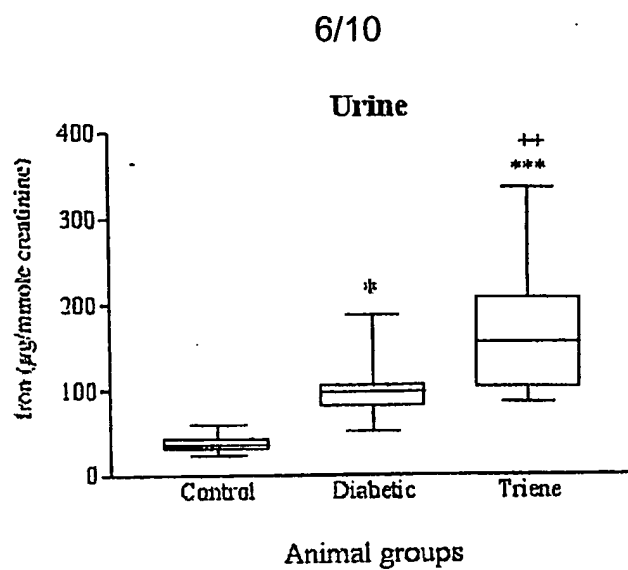 6/10
Urine
400
300
200
100
0
Iron (µg/mmole creatinine)
++
***
*
Control Diabetic Triene
Animal groups